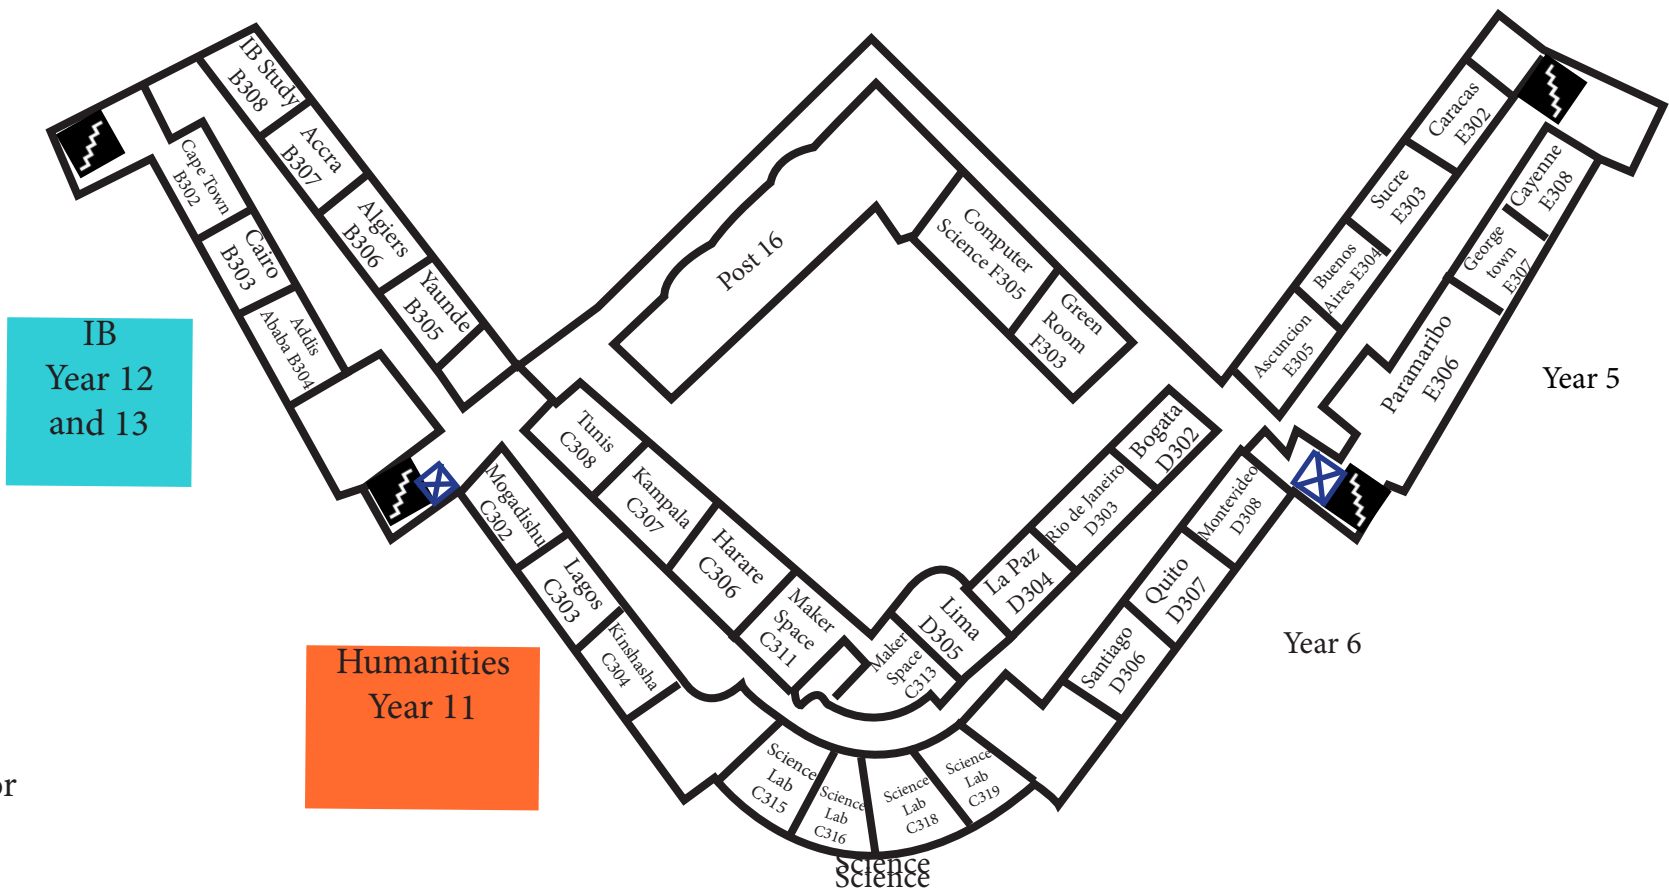 IB Study
B308
Accra
B307
Algiers
B306
Yaunde
B305
Cape Town
B302
Cairo
B303
Addis
Ababa B304
IB
Year 12
and 13
Post 16
Computer
Science F305
Green
Room
F303
Caracas
E302
Sucre
E303
Buenos
Aires E304
Ascuncion
E305
Cayenne
E308
George
town
E307
Paramaribo
E306
Year 5
Tunis
C308
Kampala
C307
Harare
C306
Maker
Space
C311
Mogadishu
C302
Lagos
C303
Kinshasha
C304
Humanities
Year 11
Bogata
D302
Rio de Janeiro
D303
La Paz
D304
Lima
D305
Maker
Space
C313
Montevideo
D308
Quito
D307
Santiago
D306
Year 6
Science
Lab
C315
Science
Lab
C316
Science
Lab
C318
Science
Lab
C319
or
Science
Science